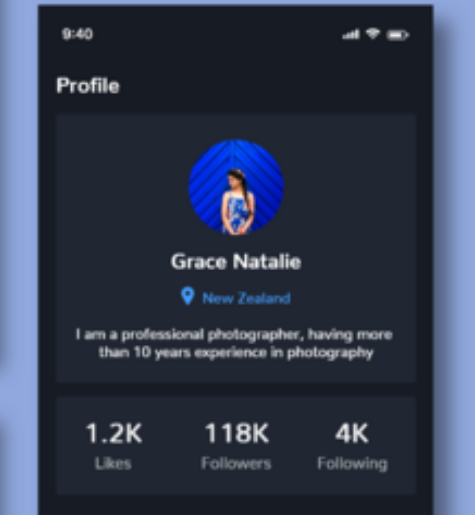 9:40
Profile
Grace Natalie
New Zealand
I am a professional photographer, having more
than 10 years experience in photography
1.2K 118K 4K
Likes Followers Following